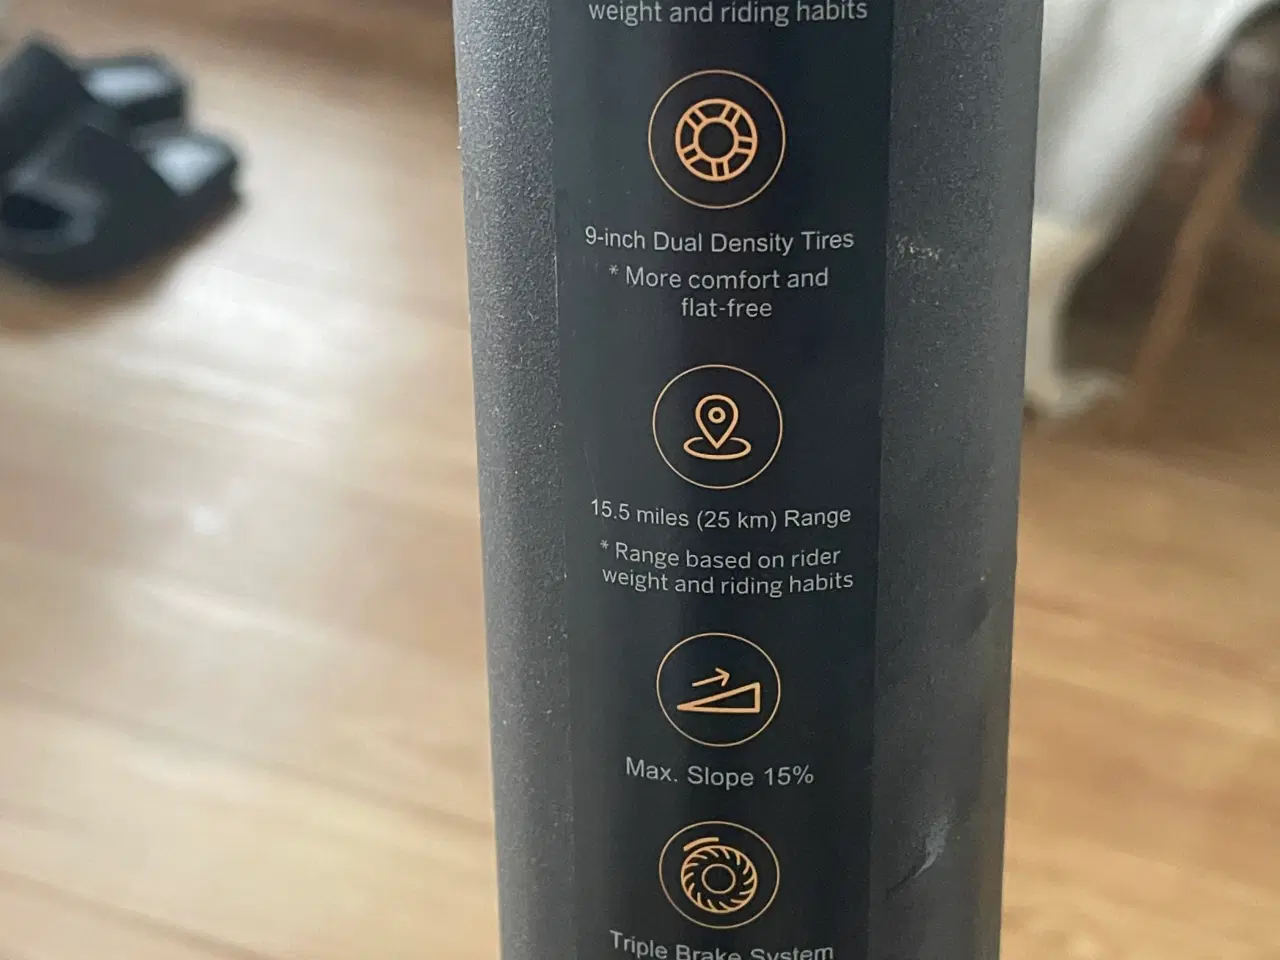 weight and riding habits
9-inch Dual Density Tires
* More comfort and
flat-free
15.5 miles (25 km) Range
* Range based on rider
weight and riding habits
Max. Slope 15%
Triple Brake System